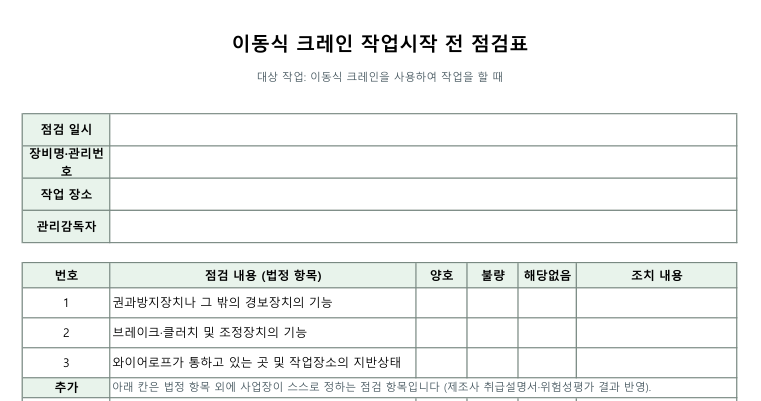 이동식 크레인 작업시작 전 점검표
대상 작업: 이동식 크레인을 사용하여 작업을 할 때
점검 일시
장비명·관리번
호
작업 장소
관리감독자
번호 점검 내용 (법정 항목) 양호 불량 해당없음 조치 내용
1 권과방지장치나 그 밖의 경보장치의 기능
2 브레이크·클러치 및 조정장치의 기능
3 와이어로프가 통하고 있는 곳 및 작업장소의 지반상태
추가 아래 칸은 법정 항목 외에 사업장이 스스로 정하는 점검 항목입니다 (제조사 취급설명서·위험성평가 결과 반영).